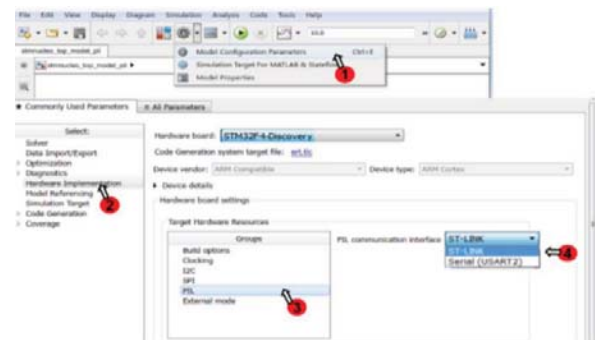 File Edit View Display Diagram Simulation Analysis Code Tools Help
10.0
stmnucleo_top_model_pil
Model Configuration Parameters Ctrl+E
stmnucleo_top_model_pil
Simulation Target For MATLAB & Stateflow
Model Properties
1
Commonly Used Parameters All Parameters
Select:
Solver
Data Import/Export
Optimization
Diagnostics
Hardware Implementation
Model Referencing
Simulation Target
Code Generation
Coverage
2
Hardware board: STM32F4-Discovery
Code Generation system target file: ert.tlc
Device vendor: ARM Compatible Device type: ARM Cortex
Device details
Hardware board settings
Target Hardware Resources
Groups
Build options
Clocking
I2C
SPI
PIL
External mode
3
PIL communication interface ST-LINK
ST-LINK
Serial (USART2)
4